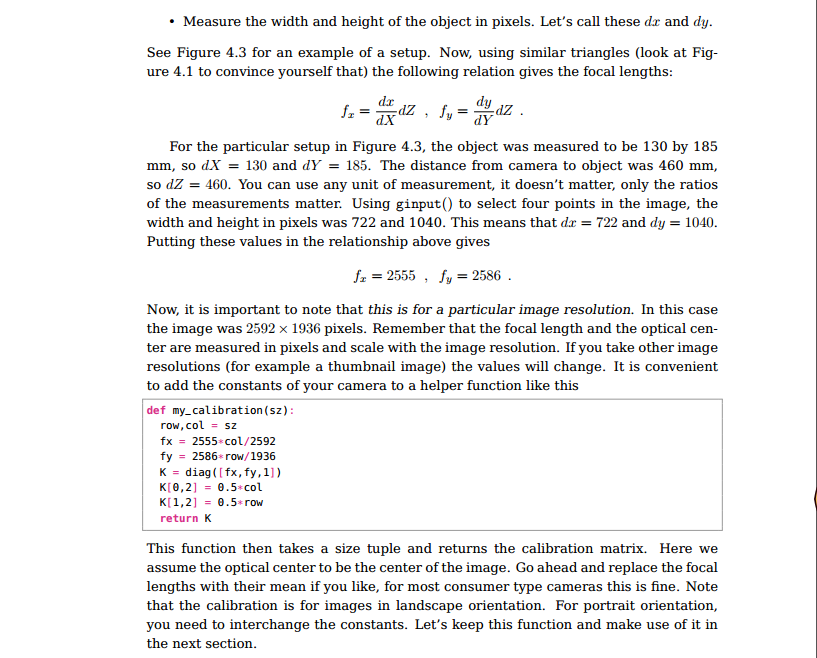 • Measure the width and height of the object in pixels. Let's call these dx and dy.
See Figure 4.3 for an example of a setup. Now, using similar triangles (look at Fig-
ure 4.1 to convince yourself that) the following relation gives the focal lengths:
f_x = dx/dX dZ , f_y = dy/dY dZ .
For the particular setup in Figure 4.3, the object was measured to be 130 by 185
mm, so dX = 130 and dY = 185. The distance from camera to object was 460 mm,
so dZ = 460. You can use any unit of measurement, it doesn't matter, only the ratios
of the measurements matter. Using ginput() to select four points in the image, the
width and height in pixels was 722 and 1040. This means that dx = 722 and dy = 1040.
Putting these values in the relationship above gives
f_x = 2555 , f_y = 2586 .
Now, it is important to note that this is for a particular image resolution. In this case
the image was 2592 × 1936 pixels. Remember that the focal length and the optical cen-
ter are measured in pixels and scale with the image resolution. If you take other image
resolutions (for example a thumbnail image) the values will change. It is convenient
to add the constants of your camera to a helper function like this
def my_calibration(sz):
  row,col = sz
  fx = 2555*col/2592
  fy = 2586*row/1936
  K = diag([fx,fy,1])
  K[0,2] = 0.5*col
  K[1,2] = 0.5*row
  return K
This function then takes a size tuple and returns the calibration matrix. Here we
assume the optical center to be the center of the image. Go ahead and replace the focal
lengths with their mean if you like, for most consumer type cameras this is fine. Note
that the calibration is for images in landscape orientation. For portrait orientation,
you need to interchange the constants. Let's keep this function and make use of it in
the next section.